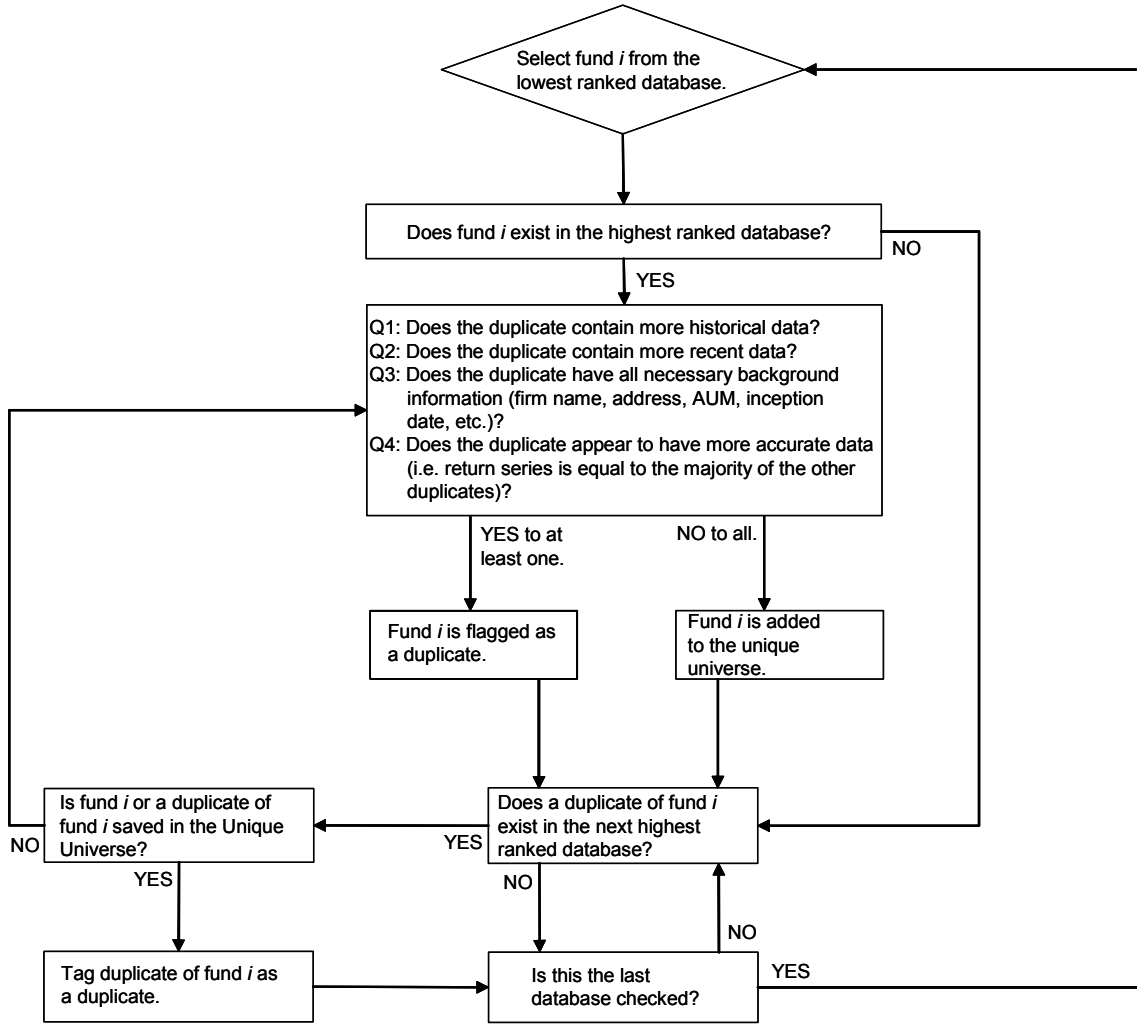 Select fund i from the
lowest ranked database.
Does fund i exist in the highest ranked database?
NO
YES
Q1: Does the duplicate contain more historical data?
Q2: Does the duplicate contain more recent data?
Q3: Does the duplicate have all necessary background
information (firm name, address, AUM, inception
date, etc.)?
Q4: Does the duplicate appear to have more accurate data
(i.e. return series is equal to the majority of the other
duplicates)?
YES to at
least one.
NO to all.
Fund i is flagged as
a duplicate.
Fund i is added
to the unique
universe.
Is fund i or a duplicate of
fund i saved in the Unique
Universe?
Does a duplicate of fund i
exist in the next highest
ranked database?
NO
YES
YES
NO
NO
Tag duplicate of fund i as
a duplicate.
Is this the last
database checked?
YES